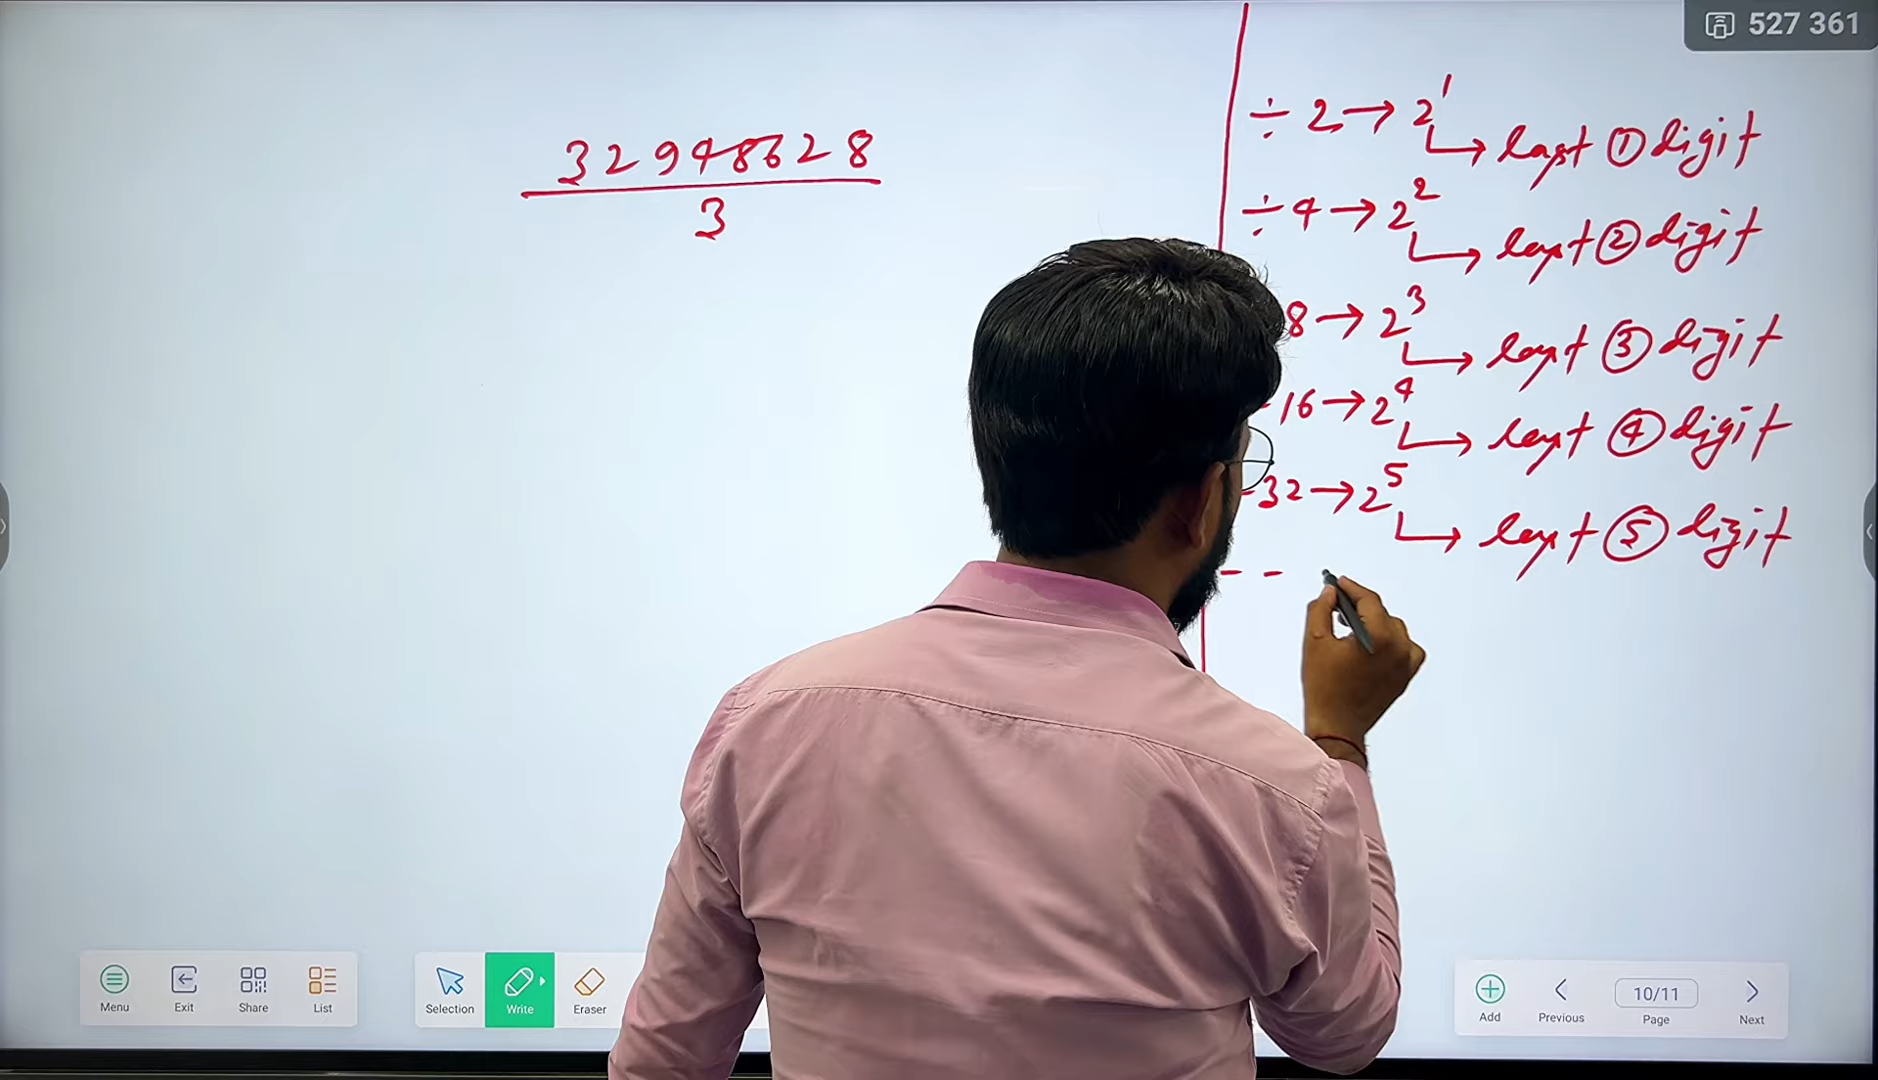 527 361
32948628
3
÷ 2 → 2¹
→ last ① digit
÷ 4 → 2²
→ last ② digit
8 → 2³
→ last ③ digit
16 → 2⁴
→ last ④ digit
32 → 2⁵
→ last ⑤ digit
- - 
Menu Exit Share List Selection Write Eraser
Add Previous 10/11 Page Next